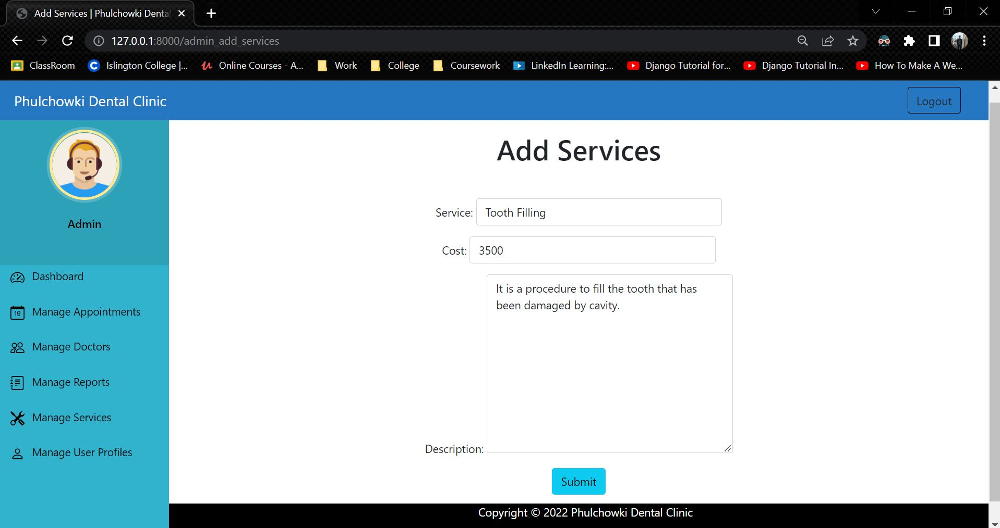 Add Services | Phulchowki Denta
127.0.0.1:8000/admin_add_services
ClassRoom
Islington College |...
Online Courses - A...
Work
College
Coursework
LinkedIn Learning:...
Django Tutorial for...
Django Tutorial In...
How To Make A We...
Phulchowki Dental Clinic
Logout
Admin
Dashboard
19
Manage Appointments
Manage Doctors
Manage Reports
Manage Services
Manage User Profiles
Add Services
Service: Tooth Filling
Cost: 3500
It is a procedure to fill the tooth that has
been damaged by cavity.
Description:
Submit
Copyright © 2022 Phulchowki Dental Clinic